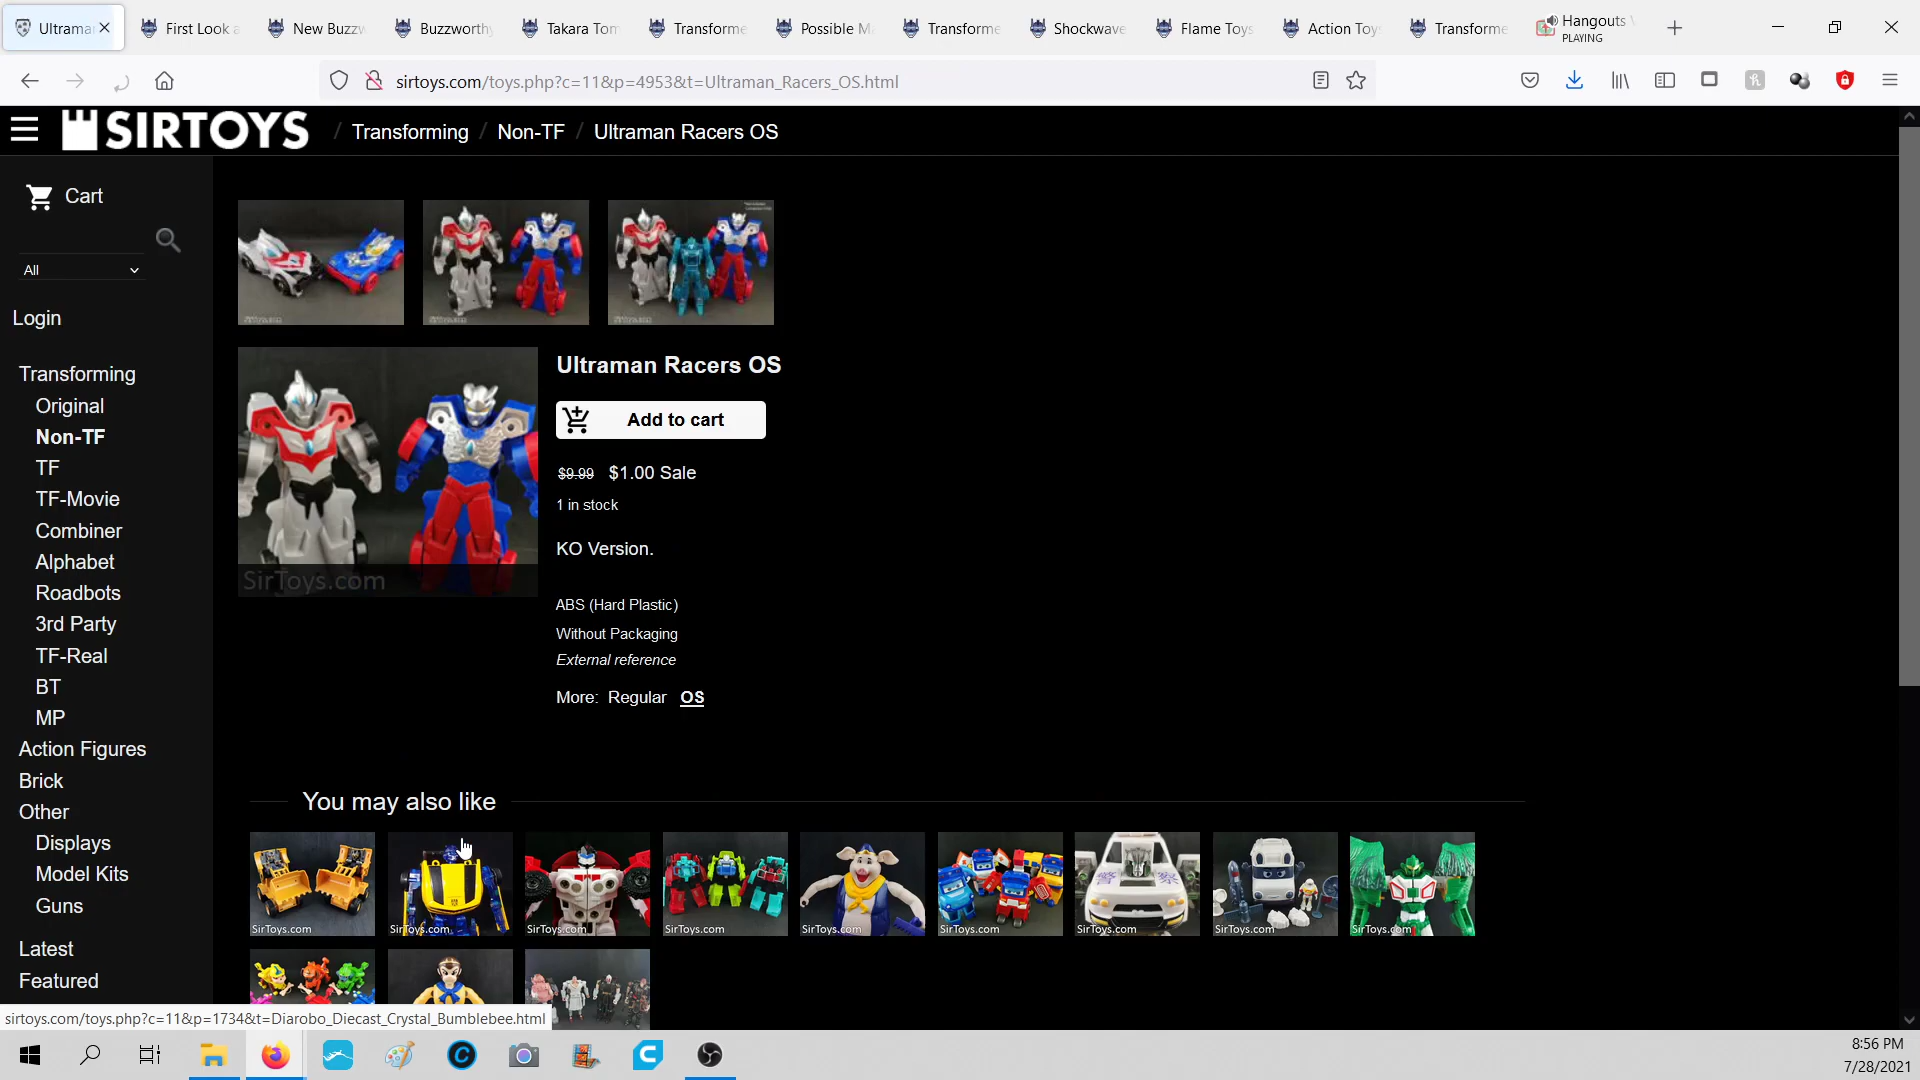 Ultrama
First Look a
New Buzzw
Buzzworthy
Takara Tom
Transforme
Possible M
Transforme
Shockwave
Flame Toys
Action Toy
Transforme
Hangouts
PLAYING
sirtoys.com/toys.php?c=11&p=4953&t=Ultraman_Racers_OS.html
SIRTOYS / Transforming / Non-TF / Ultraman Racers OS
Cart
All
Login
Transforming
Original
Non-TF
TF
TF-Movie
Combiner
Alphabet
Roadbots
3rd Party
TF-Real
BT
MP
Action Figures
Brick
Other
Displays
Model Kits
Guns
Latest
Featured
SirToys.com
Ultraman Racers OS
Add to cart
$9.99 $1.00 Sale
1 in stock
KO Version.
ABS (Hard Plastic)
Without Packaging
External reference
More: Regular OS
You may also like
SirToys.com
SirToys.com
SirToys.com
SirToys.com
SirToys.com
SirToys.com
SirToys.com
SirToys.com
SirToys.com
sirtoys.com/toys.php?c=11&p=1734&t=Diarobo_Diecast_Crystal_Bumblebee.html
8:56 PM
7/28/2021